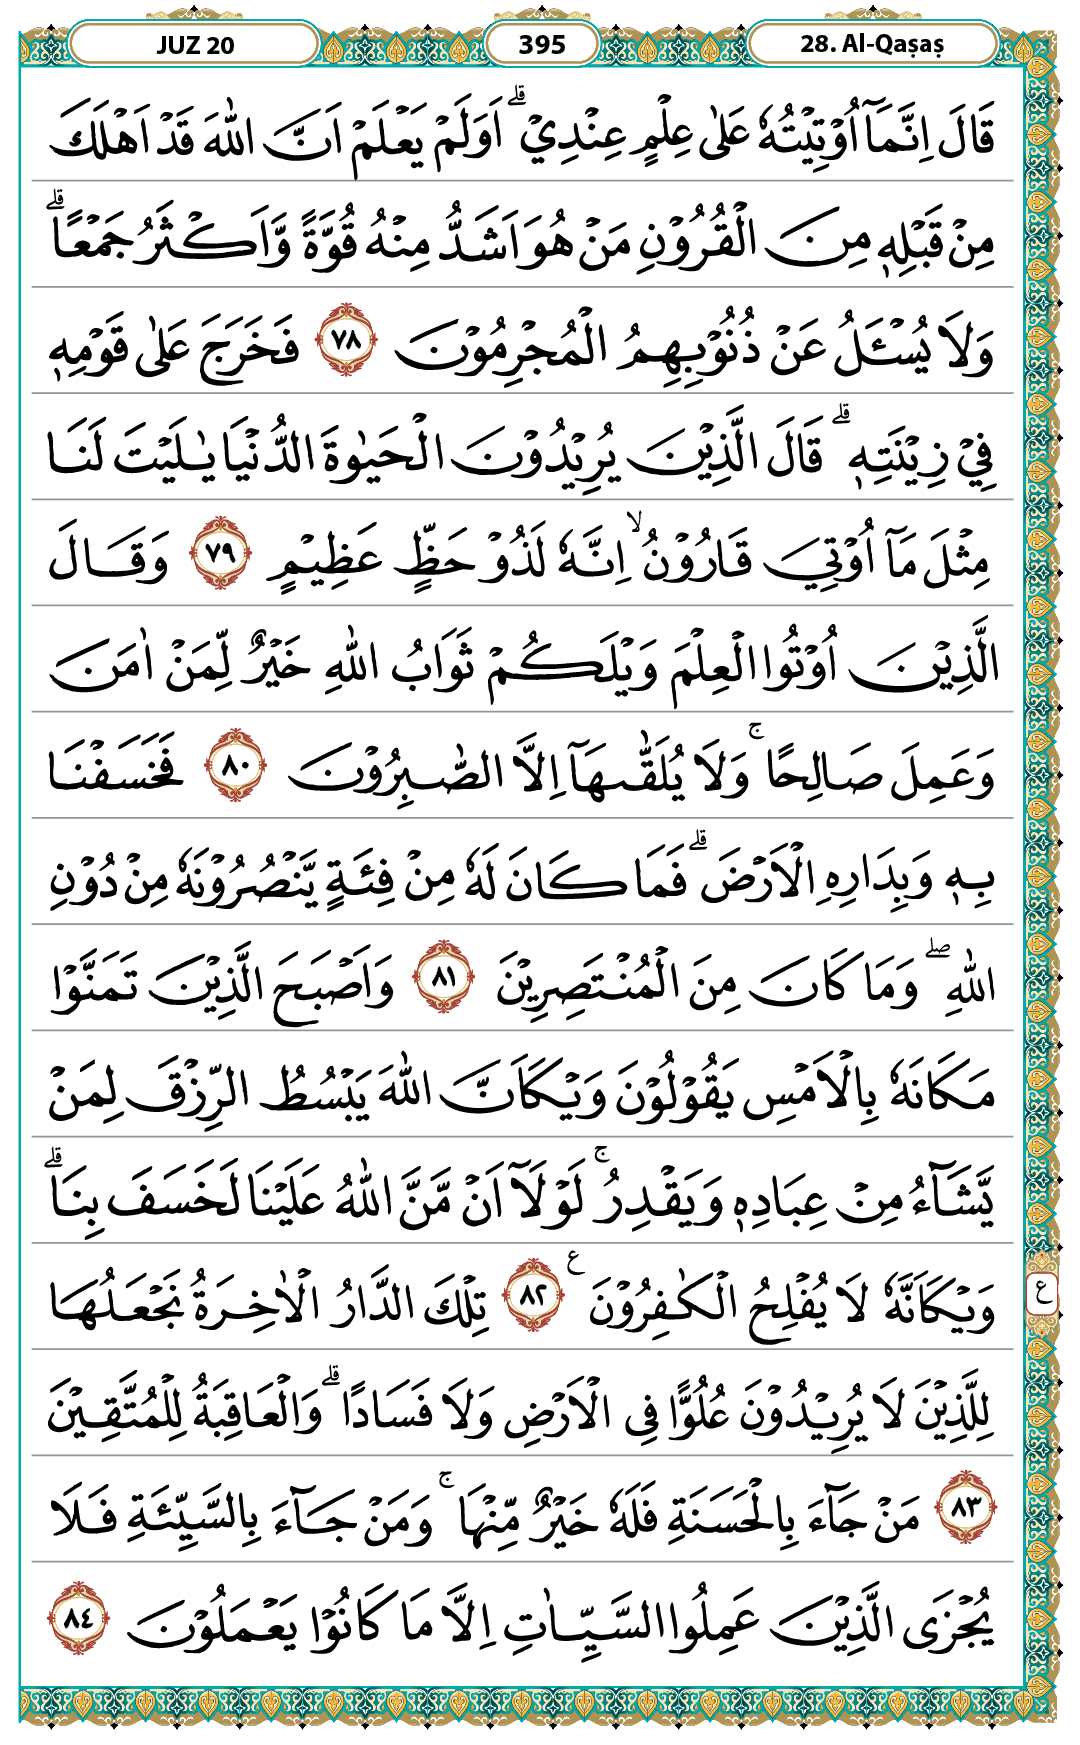 JUZ 20
395
28. Al-Qaṣaṣ
قَالَ اِنَّمَآ اُوْتِيْتُهٗ عَلٰى عِلْمٍ عِنْدِيْۗ اَوَلَمْ يَعْلَمْ اَنَّ اللّٰهَ قَدْ اَهْلَكَ
مِنْ قَبْلِهٖ مِنَ الْقُرُوْنِ مَنْ هُوَ اَشَدُّ مِنْهُ قُوَّةً وَّاَكْثَرُ جَمْعًاۗ
وَلَا يُسْـَٔلُ عَنْ ذُنُوْبِهِمُ الْمُجْرِمُوْنَ ٧٨ فَخَرَجَ عَلٰى قَوْمِهٖ
فِيْ زِيْنَتِهٖۗ قَالَ الَّذِيْنَ يُرِيْدُوْنَ الْحَيٰوةَ الدُّنْيَا يٰلَيْتَ لَنَا
مِثْلَ مَآ اُوْتِيَ قَارُوْنُۙ اِنَّهٗ لَذُوْ حَظٍّ عَظِيْمٍ ٧٩ وَقَالَ
الَّذِيْنَ اُوْتُوا الْعِلْمَ وَيْلَكُمْ ثَوَابُ اللّٰهِ خَيْرٌ لِّمَنْ اٰمَنَ
وَعَمِلَ صَالِحًاۚ وَلَا يُلَقّٰىهَآ اِلَّا الصّٰبِرُوْنَ ٨٠ فَخَسَفْنَا
بِهٖ وَبِدَارِهِ الْاَرْضَۗ فَمَا كَانَ لَهٗ مِنْ فِئَةٍ يَّنْصُرُوْنَهٗ مِنْ دُوْنِ
اللّٰهِۖ وَمَا كَانَ مِنَ الْمُنْتَصِرِيْنَ ٨١ وَاَصْبَحَ الَّذِيْنَ تَمَنَّوْا
مَكَانَهٗ بِالْاَمْسِ يَقُوْلُوْنَ وَيْكَاَنَّ اللّٰهَ يَبْسُطُ الرِّزْقَ لِمَنْ
يَّشَاۤءُ مِنْ عِبَادِهٖ وَيَقْدِرُۚ لَوْلَآ اَنْ مَّنَّ اللّٰهُ عَلَيْنَا لَخَسَفَ بِنَاۗ
وَيْكَاَنَّهٗ لَا يُفْلِحُ الْكٰفِرُوْنَ ࣖ ٨٢ تِلْكَ الدَّارُ الْاٰخِرَةُ نَجْعَلُهَا
ع
لِلَّذِيْنَ لَا يُرِيْدُوْنَ عُلُوًّا فِى الْاَرْضِ وَلَا فَسَادًاۗ وَالْعَاقِبَةُ لِلْمُتَّقِيْنَ
٨٣ مَنْ جَاۤءَ بِالْحَسَنَةِ فَلَهٗ خَيْرٌ مِّنْهَاۚ وَمَنْ جَاۤءَ بِالسَّيِّئَةِ فَلَا
يُجْزَى الَّذِيْنَ عَمِلُوا السَّيِّاٰتِ اِلَّا مَا كَانُوْا يَعْمَلُوْنَ ٨٤